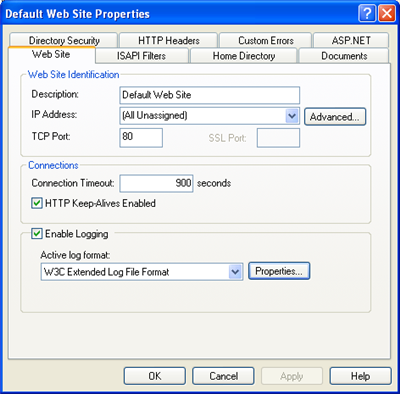 Default Web Site Properties
Directory Security HTTP Headers Custom Errors ASP.NET
Web Site ISAPI Filters Home Directory Documents
Web Site Identification
Description: Default Web Site
IP Address: (All Unassigned) Advanced...
TCP Port: 80 SSL Port:
Connections
Connection Timeout: 900 seconds
HTTP Keep-Alives Enabled
Enable Logging
Active log format:
W3C Extended Log File Format Properties...
OK Cancel Apply Help